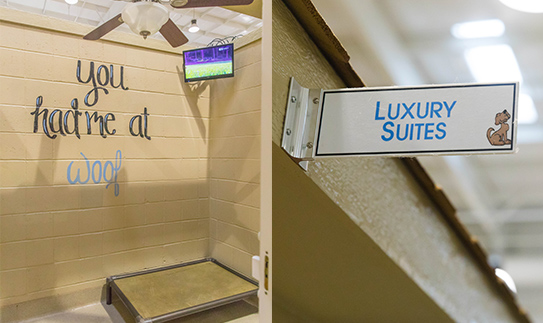 you
had me at
woof
LUXURY
SUITES